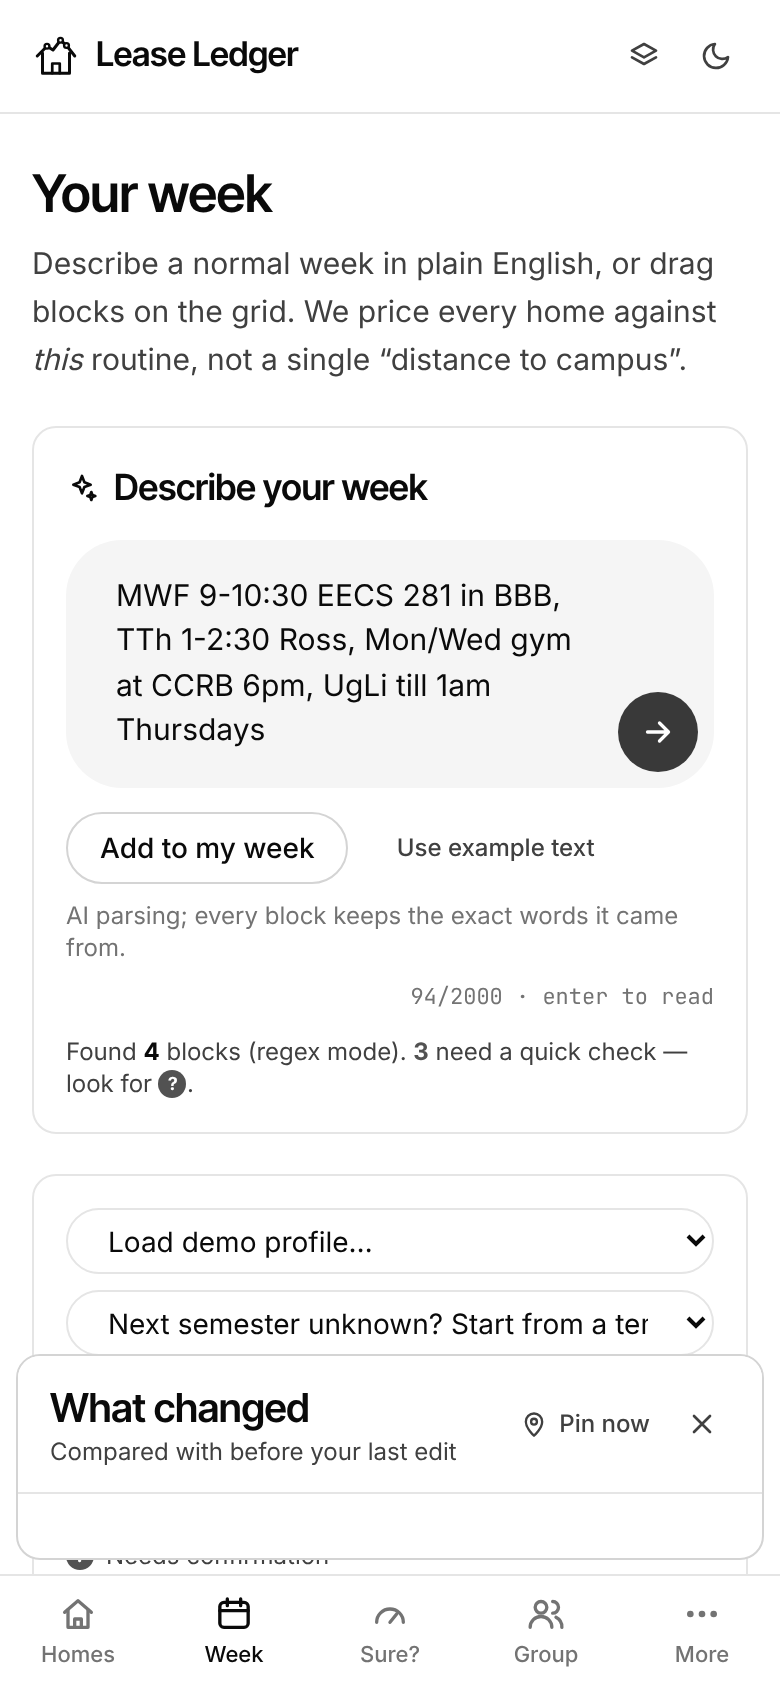 Lease Ledger
Your week
Describe a normal week in plain English, or drag
blocks on the grid. We price every home against
this routine, not a single “distance to campus”.
Describe your week
MWF 9-10:30 EECS 281 in BBB,
TTh 1-2:30 Ross, Mon/Wed gym
at CCRB 6pm, UgLi till 1am
Thursdays
Add to my week
Use example text
AI parsing; every block keeps the exact words it came
from.
94/2000 · enter to read
Found 4 blocks (regex mode). 3 need a quick check —
look for ?.
Load demo profile...
Next semester unknown? Start from a ter
What changed
Pin now
Compared with before your last edit
Needs confirmation
Homes
Week
Sure?
Group
More